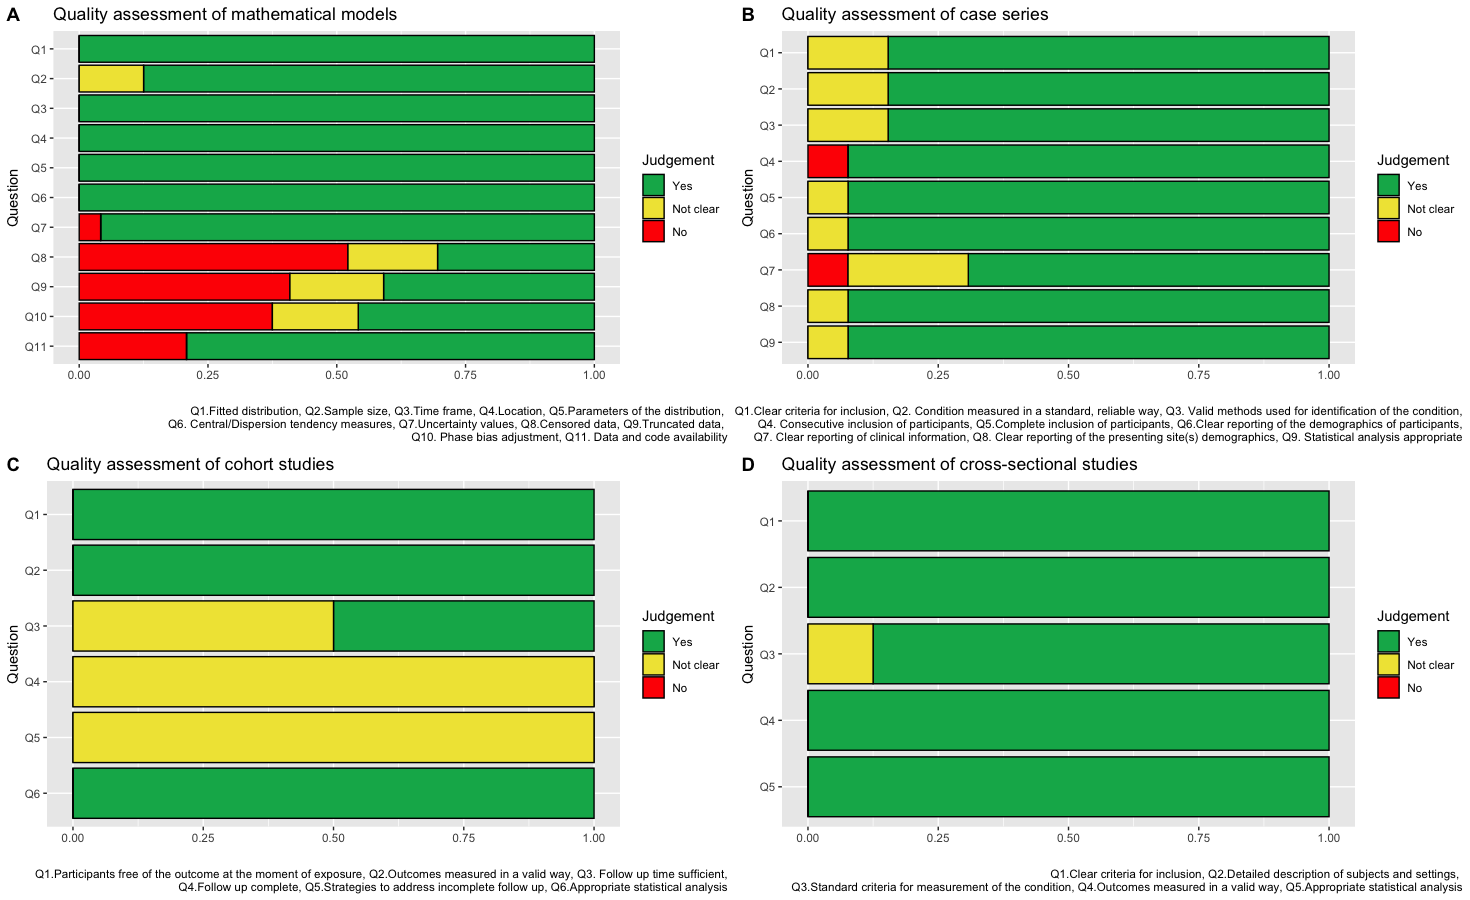 A Quality assessment of mathematical models
Question
Q1
Q2
Q3
Q4
Q5
Q6
Q7
Q8
Q9
Q10
Q11
0.00 0.25 0.50 0.75 1.00
Judgement
Yes
Not clear
No
Q1.Fitted distribution, Q2.Sample size, Q3.Time frame, Q4.Location, Q5.Parameters of the distribution,
Q6. Central/Dispersion tendency measures, Q7.Uncertainty values, Q8.Censored data, Q9.Truncated data,
Q10. Phase bias adjustment, Q11. Data and code availability
B Quality assessment of case series
Question
Q1
Q2
Q3
Q4
Q5
Q6
Q7
Q8
Q9
0.00 0.25 0.50 0.75 1.00
Judgement
Yes
Not clear
No
Q1.Clear criteria for inclusion, Q2. Condition measured in a standard, reliable way, Q3. Valid methods used for identification of the condition,
Q4. Consecutive inclusion of participants, Q5.Complete inclusion of participants, Q6.Clear reporting of the demographics of participants,
Q7. Clear reporting of clinical information, Q8. Clear reporting of the presenting site(s) demographics, Q9. Statistical analysis appropriate
C Quality assessment of cohort studies
Question
Q1
Q2
Q3
Q4
Q5
Q6
0.00 0.25 0.50 0.75 1.00
Judgement
Yes
Not clear
No
Q1.Participants free of the outcome at the moment of exposure, Q2.Outcomes measured in a valid way, Q3. Follow up time sufficient,
Q4.Follow up complete, Q5.Strategies to address incomplete follow up, Q6.Appropriate statistical analysis
D Quality assessment of cross-sectional studies
Question
Q1
Q2
Q3
Q4
Q5
0.00 0.25 0.50 0.75 1.00
Judgement
Yes
Not clear
No
Q1.Clear criteria for inclusion, Q2.Detailed description of subjects and settings,
Q3.Standard criteria for measurement of the condition, Q4.Outcomes measured in a valid way, Q5.Appropriate statistical analysis